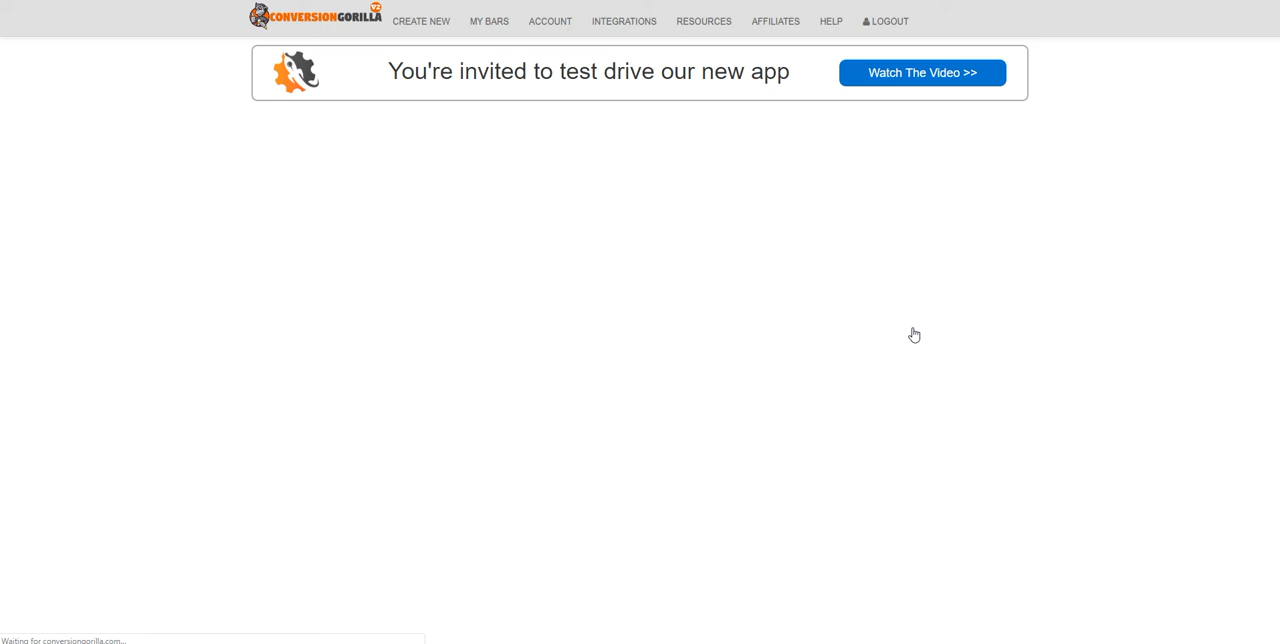 CONVERSIONGORILLA V2
CREATE NEW MY BARS ACCOUNT INTEGRATIONS RESOURCES AFFILIATES HELP LOGOUT
You're invited to test drive our new app Watch The Video >>
Waiting for conversiongorilla.com...